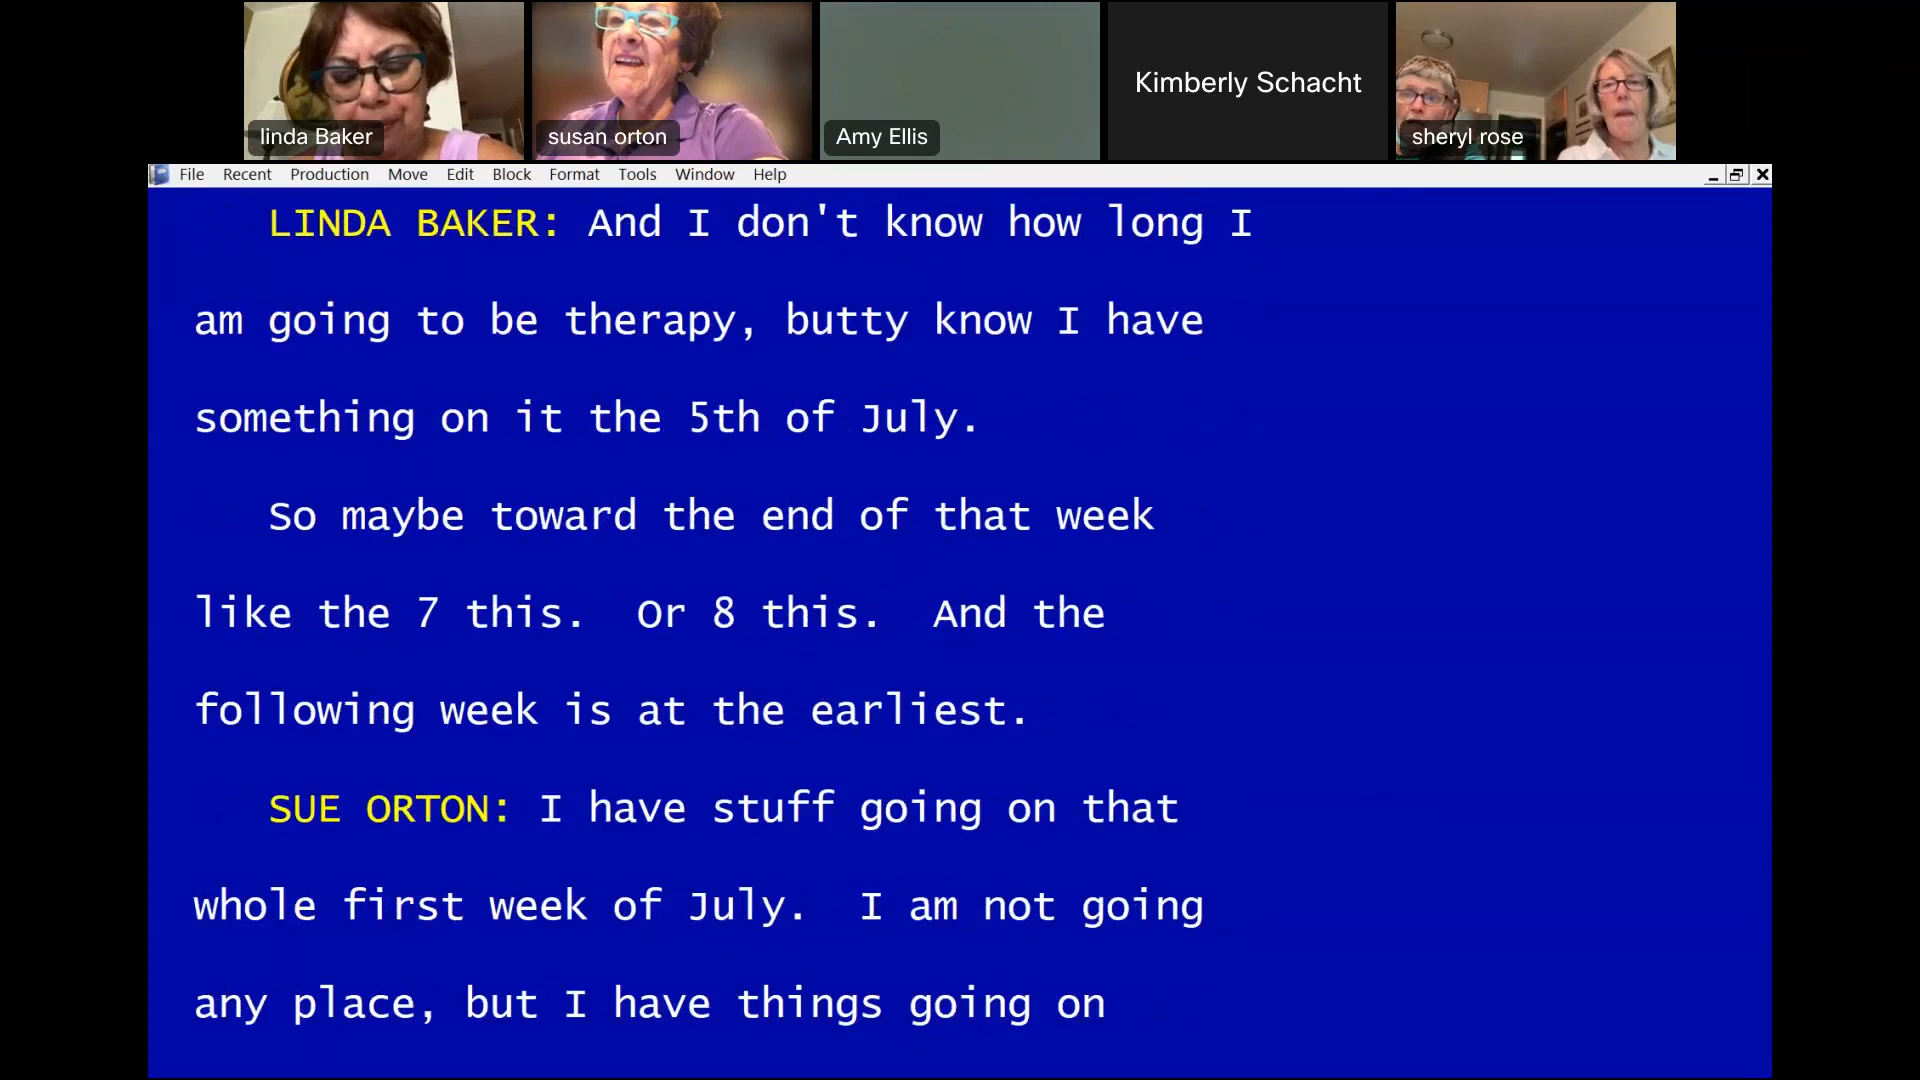 linda Baker
susan orton
Amy Ellis
Kimberly Schacht
sheryl rose
File Recent Production Move Edit Block Format Tools Window Help
LINDA BAKER: And I don't know how long I
am going to be therapy, butty know I have
something on it the 5th of July.
So maybe toward the end of that week
like the 7 this.  Or 8 this.  And the
following week is at the earliest.
SUE ORTON: I have stuff going on that
whole first week of July.  I am not going
any place, but I have things going on